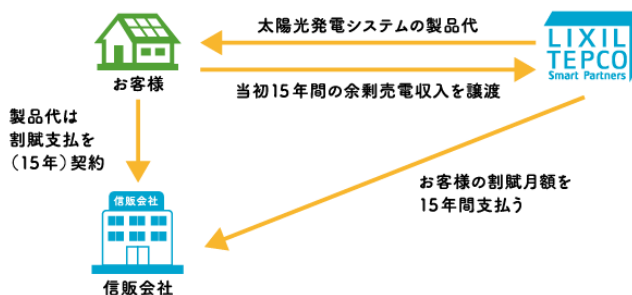 太陽光発電システムの製品代
LIXIL
TEPCO
Smart Partners
お客様
当初15年間の余剰売電収入を譲渡
製品代は
割賦支払を
（15年）契約
お客様の割賦月額を
15年間支払う
信販会社
信販会社